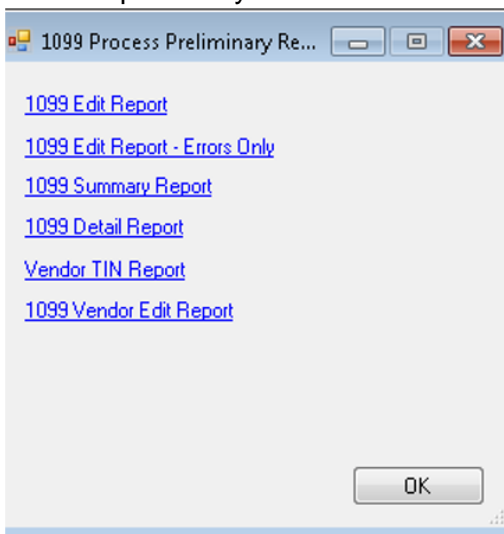 1099 Process Preliminary Re...
1099 Edit Report
1099 Edit Report - Errors Only
1099 Summary Report
1099 Detail Report
Vendor TIN Report
1099 Vendor Edit Report
OK